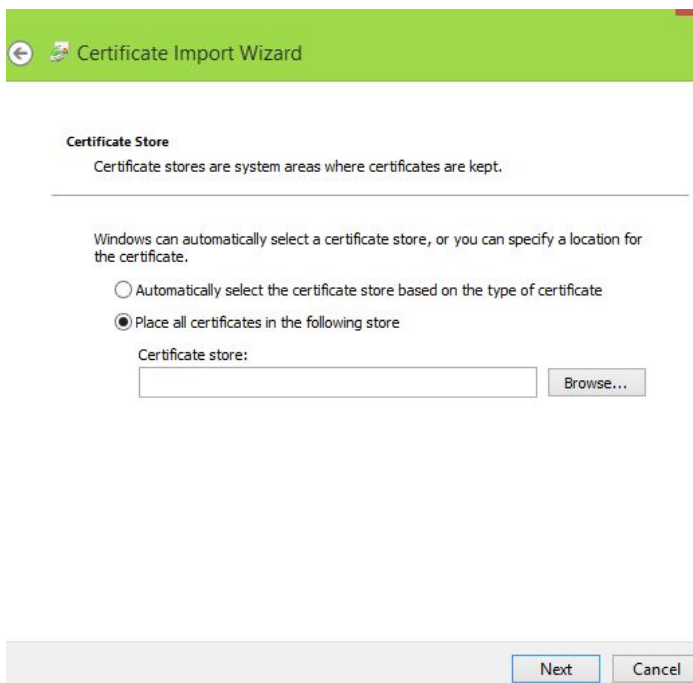 Certificate Import Wizard
Certificate Store
Certificate stores are system areas where certificates are kept.
Windows can automatically select a certificate store, or you can specify a location for
the certificate.
Automatically select the certificate store based on the type of certificate
Place all certificates in the following store
Certificate store:
Browse...
Next
Cancel